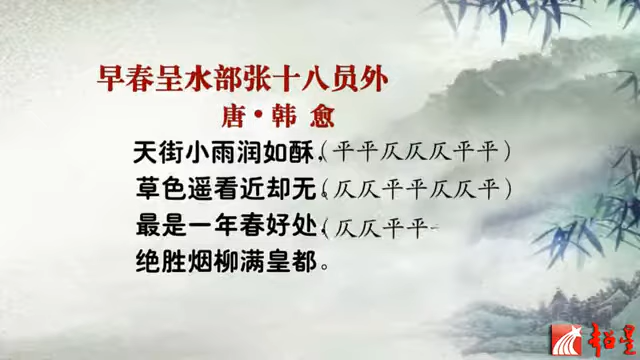 早春呈水部张十八员外
唐·韩 愈
天街小雨润如酥，（平平仄仄仄平平）
草色遥看近却无。（仄仄平平仄仄平）
最是一年春好处，（仄仄平平
绝胜烟柳满皇都。